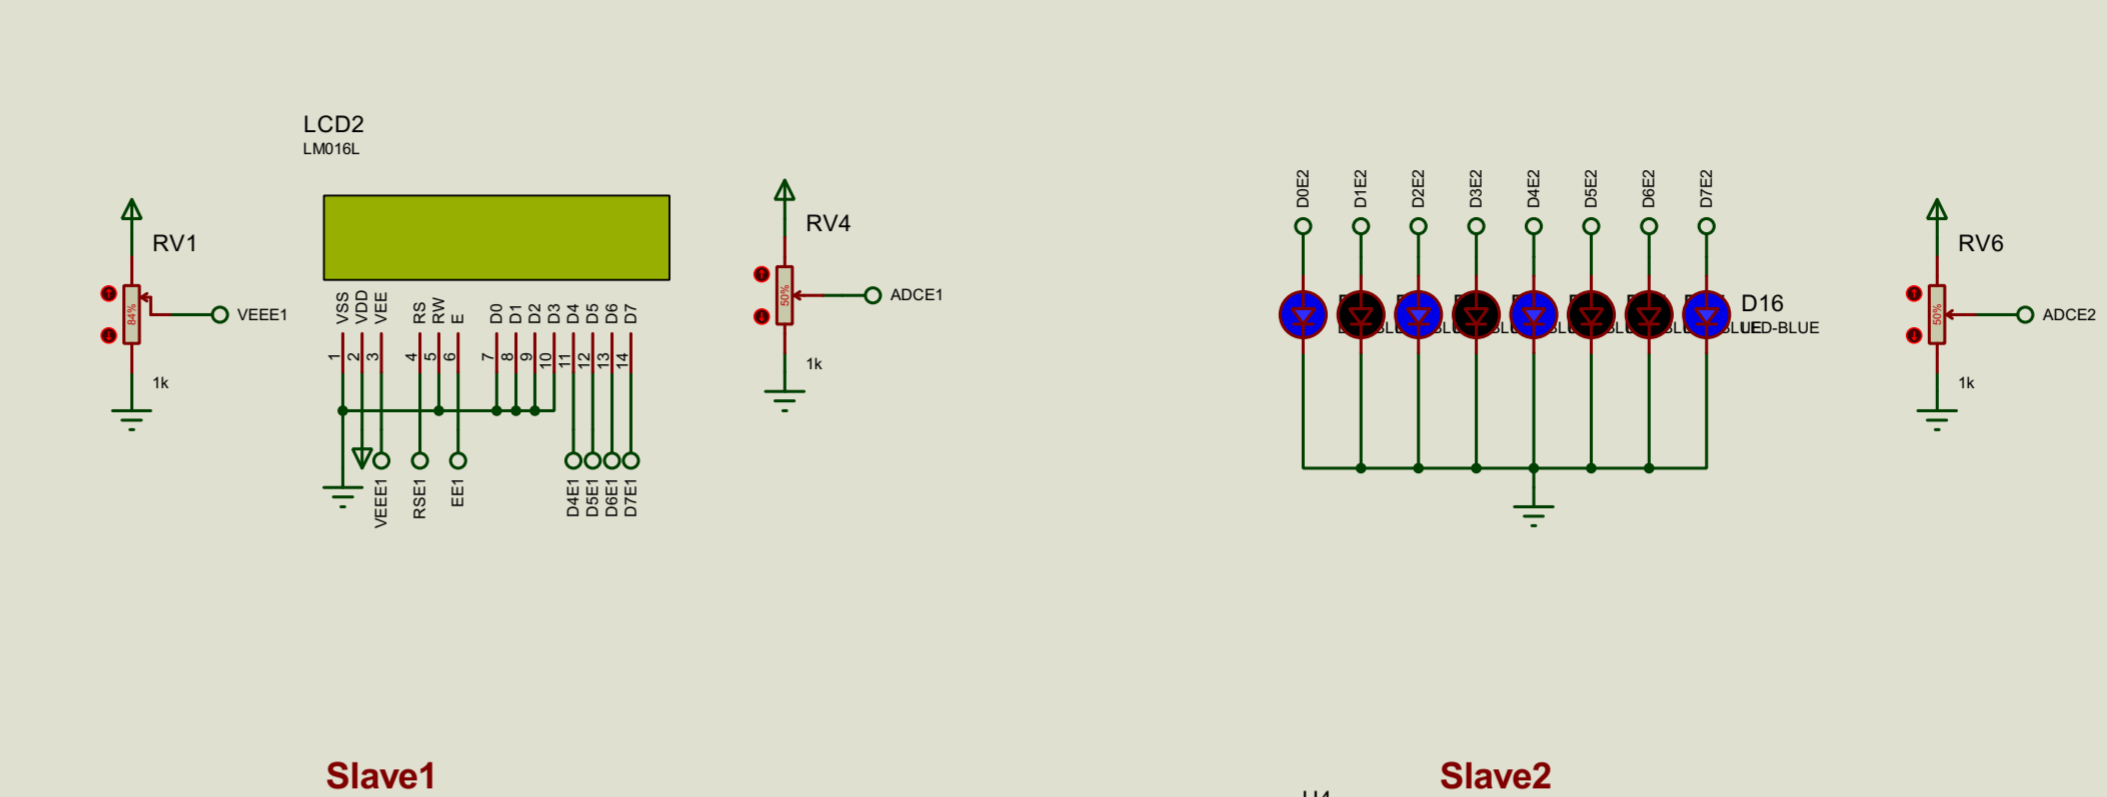 LCD2
LM016L
RV1
84%
VEEE1
1k
VSS
VDD
VEE
RS
RW
E
D0
D1
D2
D3
D4
D5
D6
D7
1
2
3
4
5
6
7
8
9
10
11
12
13
14
VEEE1
RSE1
EE1
D4E1
D5E1
D6E1
D7E1
RV4
50%
ADCE1
1k
D0E2
D1E2
D2E2
D3E2
D4E2
D5E2
D6E2
D7E2
D16
LED-BLUE
RV6
50%
ADCE2
1k
Slave1
Slave2